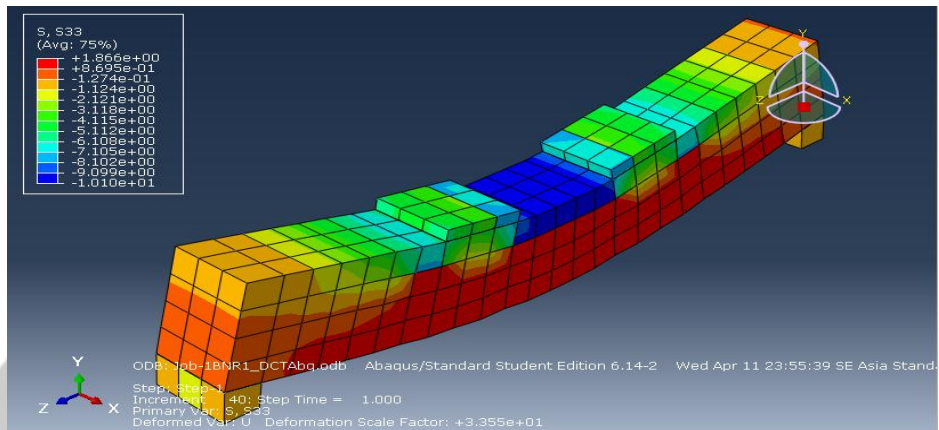 S, S33
(Avg: 75%)
+1.866e+00
+8.695e-01
-1.274e-01
-1.124e+00
-2.121e+00
-3.118e+00
-4.115e+00
-5.112e+00
-6.108e+00
-7.105e+00
-8.102e+00
-9.099e+00
-1.010e+01
Y
Z
X
Y
Z
X
ODB: Job-1BNR1_DCTAbq.odb Abaqus/Standard Student Edition 6.14-2 Wed Apr 11 23:55:39 SE Asia Stand
Step: Step-1
Increment 40: Step Time = 1.000
Primary Var: S, S33
Deformed Var: U Deformation Scale Factor: +3.355e+01